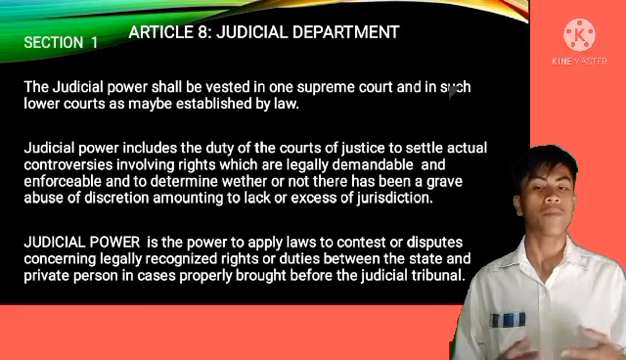 ARTICLE 8: JUDICIAL DEPARTMENT
SECTION 1
K
KINEMASTER
The Judicial power shall be vested in one supreme court and in such
lower courts as maybe established by law.
Judicial power includes the duty of the courts of justice to settle actual
controversies involving rights which are legally demandable and
enforceable and to determine wether or not there has been a grave
abuse of discretion amounting to lack or excess of jurisdiction.
JUDICIAL POWER is the power to apply laws to contest or disputes
concerning legally recognized rights or duties between the state and
private person in cases properly brought before the judicial tribunal.